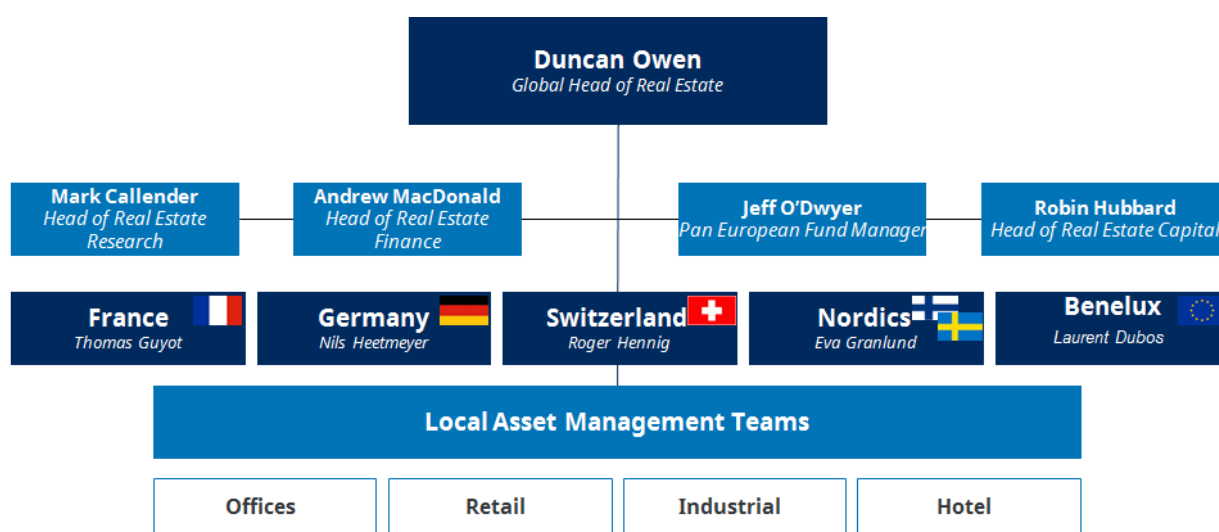 Duncan Owen
Global Head of Real Estate
Mark Callender
Head of Real Estate
Research
Andrew MacDonald
Head of Real Estate
Finance
Jeff O’Dwyer
Pan European Fund Manager
Robin Hubbard
Head of Real Estate Capital
France
Thomas Guyot
Germany
Nils Heetmeyer
Switzerland
Roger Hennig
Nordics
Eva Granlund
Benelux
Laurent Dubos
Local Asset Management Teams
Offices
Retail
Industrial
Hotel